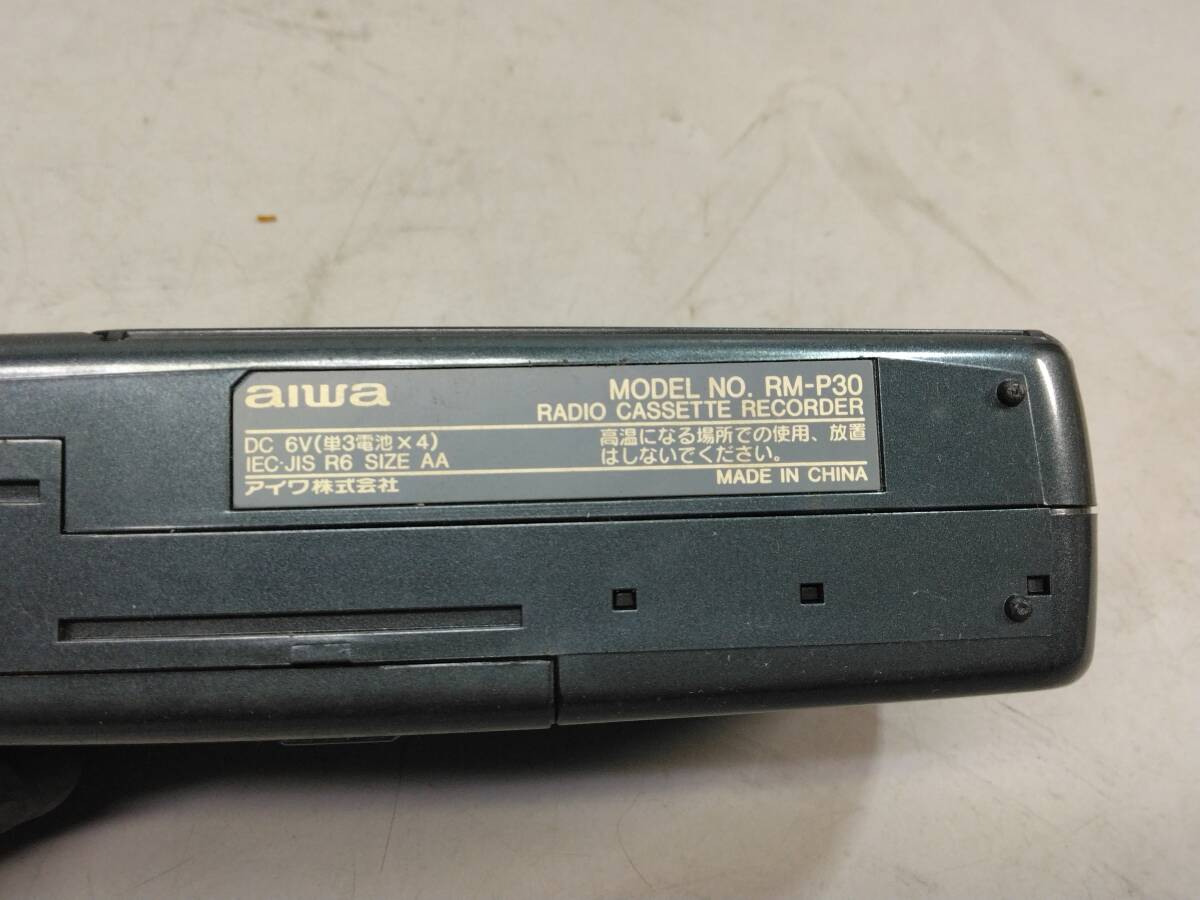 aiwa
MODEL NO. RM-P30
RADIO CASSETTE RECORDER
DC 6V(単3電池×4)
IEC·JIS R6 SIZE AA
高温になる場所での使用、放置
はしないでください。
アイワ株式会社
MADE IN CHINA